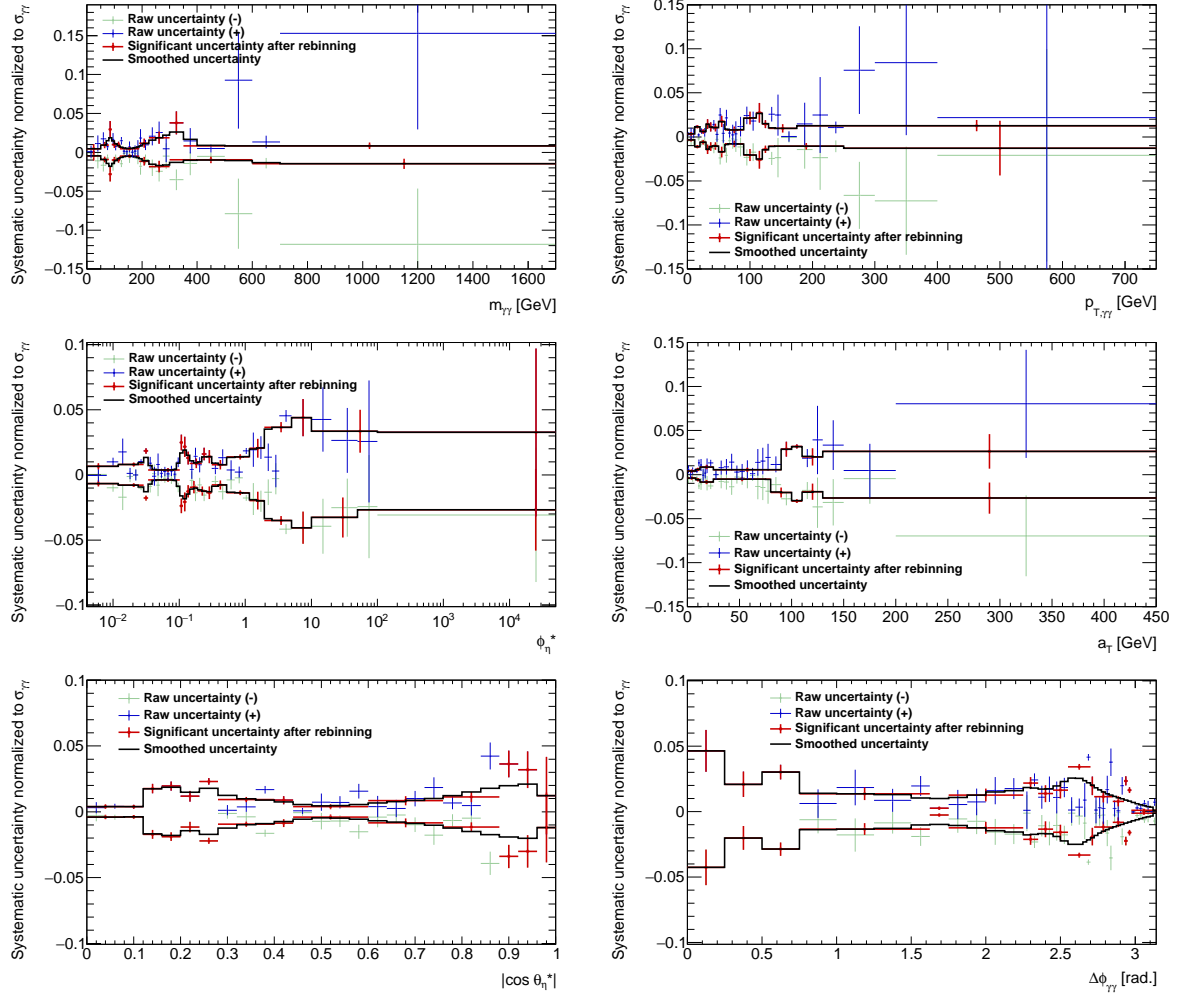 Systematic uncertainty normalized to σγγ
Raw uncertainty (-)
Raw uncertainty (+)
Significant uncertainty after rebinning
Smoothed uncertainty
0.15
0.1
0.05
0
−0.05
−0.1
−0.15
0 200 400 600 800 1000 1200 1400 1600
mγγ [GeV]
Systematic uncertainty normalized to σγγ
0.15
0.1
0.05
0
−0.05
−0.1
−0.15
Raw uncertainty (-)
Raw uncertainty (+)
Significant uncertainty after rebinning
Smoothed uncertainty
0 100 200 300 400 500 600 700
pT,γγ [GeV]
Systematic uncertainty normalized to σγγ
Raw uncertainty (-)
Raw uncertainty (+)
Significant uncertainty after rebinning
Smoothed uncertainty
0.1
0.05
0
−0.05
−0.1
10−2 10−1 1 10 102 103 104
ϕη*
Systematic uncertainty normalized to σγγ
0.15
0.1
0.05
0
−0.05
−0.1
−0.15
Raw uncertainty (-)
Raw uncertainty (+)
Significant uncertainty after rebinning
Smoothed uncertainty
0 50 100 150 200 250 300 350 400 450
aT [GeV]
Systematic uncertainty normalized to σγγ
Raw uncertainty (-)
Raw uncertainty (+)
Significant uncertainty after rebinning
Smoothed uncertainty
0.1
0.05
0
−0.05
−0.1
0 0.1 0.2 0.3 0.4 0.5 0.6 0.7 0.8 0.9 1
|cos θη*|
Systematic uncertainty normalized to σγγ
Raw uncertainty (-)
Raw uncertainty (+)
Significant uncertainty after rebinning
Smoothed uncertainty
0.1
0.05
0
−0.05
−0.1
0 0.5 1 1.5 2 2.5 3
Δϕγγ [rad.]